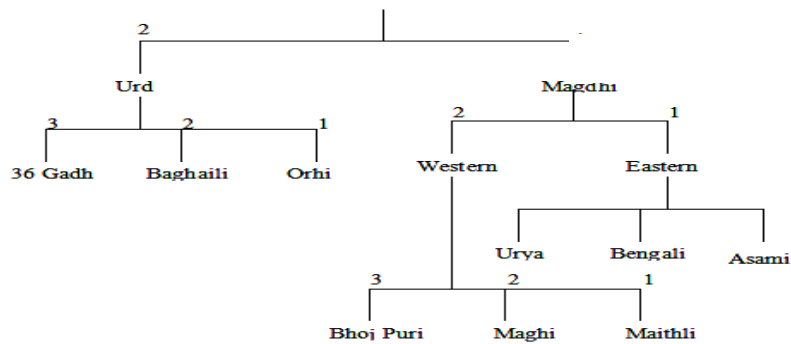 2
Urd
Magdhi
3 2 1
2 1
36 Gadh Baghaili Orhi
Western Eastern
Urya Bengali Asami
3 2 1
Bhoj Puri Maghi Maithli